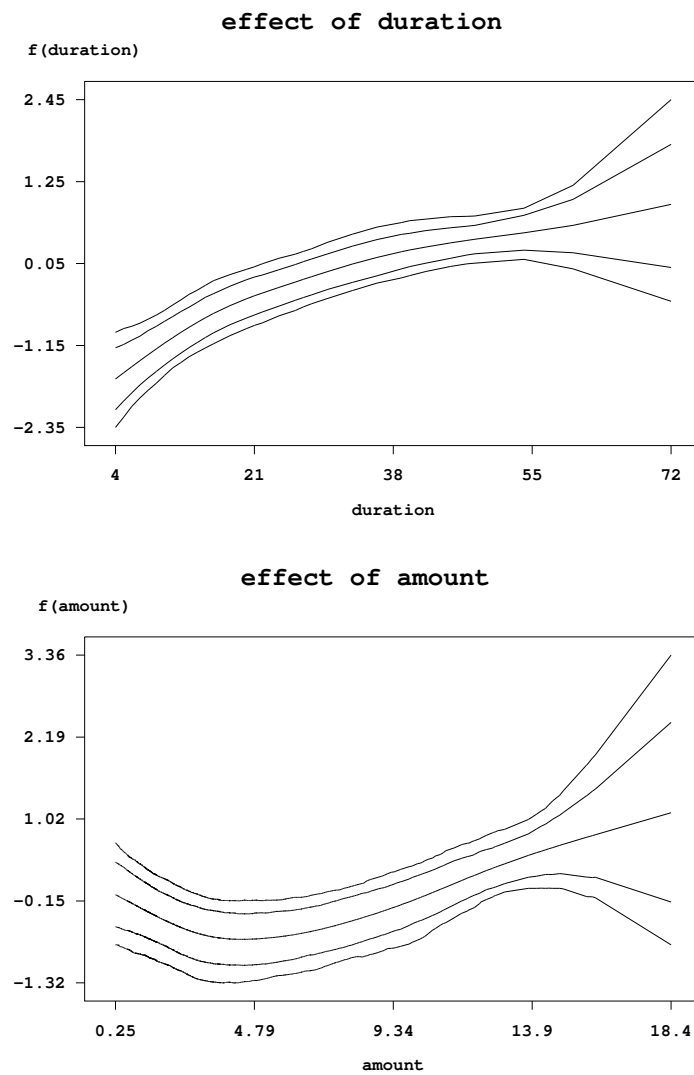 effect of duration
f(duration)
2.45
1.25
0.05
−1.15
−2.35
4 21 38 55 72
duration
effect of amount
f(amount)
3.36
2.19
1.02
−0.15
−1.32
0.25 4.79 9.34 13.9 18.4
amount